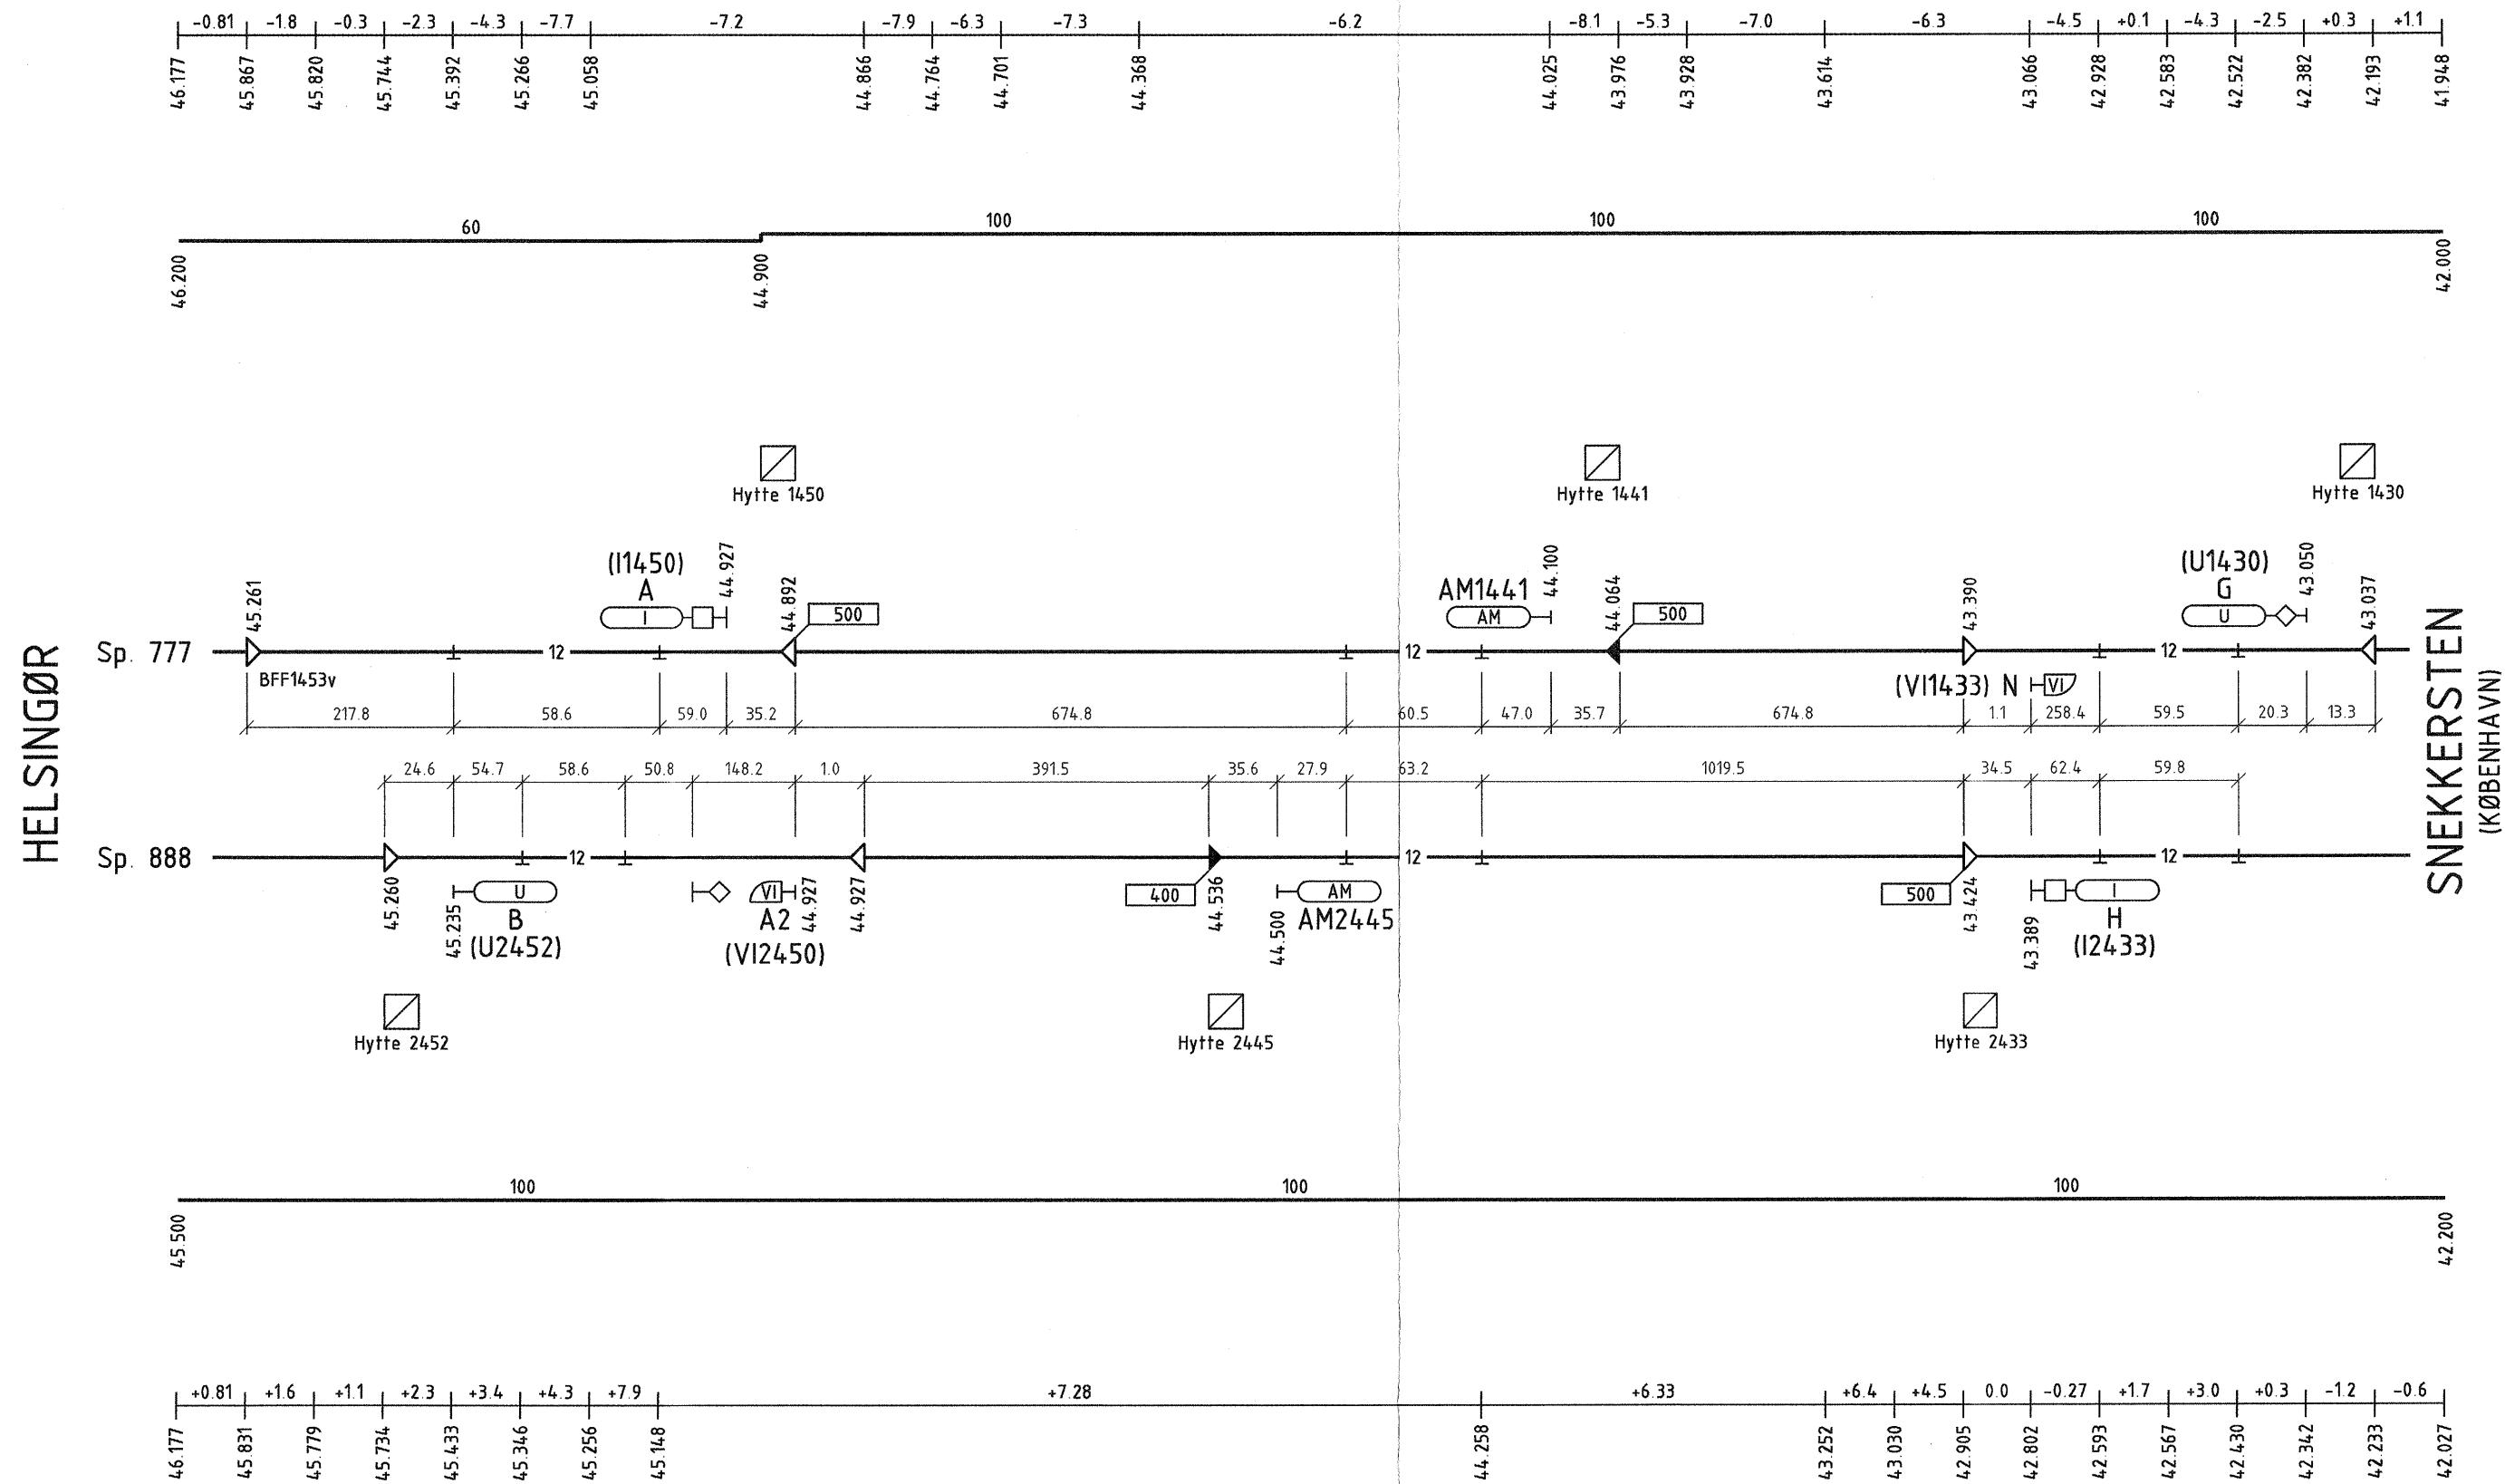 -0.81 -1.8 -0.3 -2.3 -4.3 -7.7 -7.2 -7.9 -6.3 -7.3 -6.2 -8.1 -5.3 -7.0 -6.3 -4.5 +0.1 -4.3 -2.5 +0.3 +1.1
46.177 45.867 45.820 45.744 45.392 45.266 45.058 44.866 44.764 44.701 44.368 44.025 43.976 43.928 43.614 43.066 42.928 42.583 42.522 42.382 42.193 41.948
60 100 100 100
46.200 44.900 42.000
Hytte 1450 Hytte 1441 Hytte 1430
(I1450) (U1430)
A AM1441 G
44.927 44.100 43.050
I AM U
45.261 44.892 500 44.064 500 43.390 43.037
Sp. 777 12 12 12
BFF1453v (VI1433) N VI
217.8 58.6 59.0 35.2 674.8 60.5 47.0 35.7 674.8 1.1 258.4 59.5 20.3 13.3
HELSINGØR
SNEKKERSTEN
(KØBENHAVN)
24.6 54.7 58.6 50.8 148.2 1.0 391.5 35.6 27.9 63.2 1019.5 34.5 62.4 59.8
Sp. 888 12 12 12
45.260 45.235 U VI 44.927 44.927 400 44.536 44.500 AM 500 43.424 43.389 I
B A2 AM2445 H
(U2452) (VI2450) (I2433)
Hytte 2452 Hytte 2445 Hytte 2433
100 100 100
45.500 42.200
+0.81 +1.6 +1.1 +2.3 +3.4 +4.3 +7.9 +7.28 +6.33 +6.4 +4.5 0.0 -0.27 +1.7 +3.0 +0.3 -1.2 -0.6
46.177 45.831 45.779 45.734 45.433 45.346 45.256 45.148 44.258 43.252 43.030 42.905 42.802 42.593 42.567 42.430 42.342 42.233 42.027